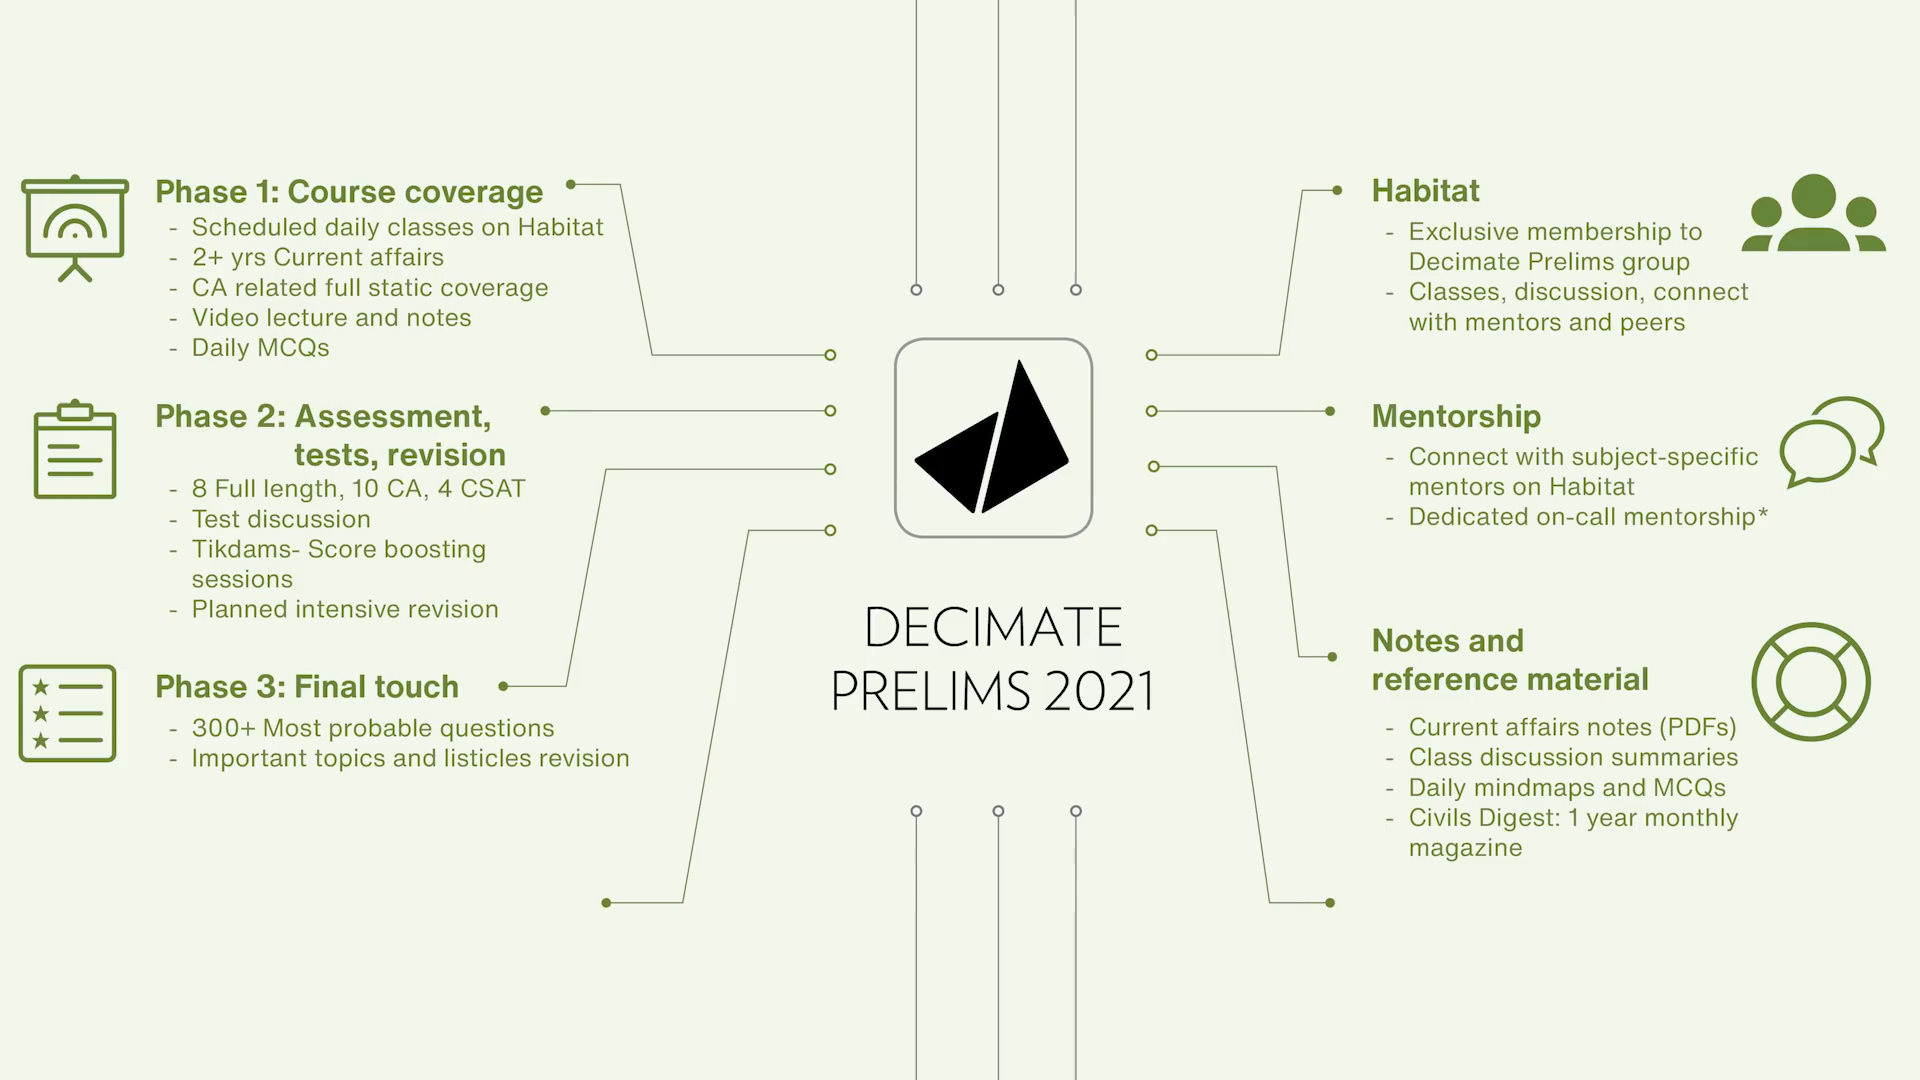 Phase 1: Course coverage
- Scheduled daily classes on Habitat
- 2+ yrs Current affairs
- CA related full static coverage
- Video lecture and notes
- Daily MCQs
Phase 2: Assessment,
tests, revision
- 8 Full length, 10 CA, 4 CSAT
- Test discussion
- Tikdams- Score boosting
sessions
- Planned intensive revision
Phase 3: Final touch
- 300+ Most probable questions
- Important topics and listicles revision
DECIMATE
PRELIMS 2021
Habitat
- Exclusive membership to
Decimate Prelims group
- Classes, discussion, connect
with mentors and peers
Mentorship
- Connect with subject-specific
mentors on Habitat
- Dedicated on-call mentorship*
Notes and
reference material
- Current affairs notes (PDFs)
- Class discussion summaries
- Daily mindmaps and MCQs
- Civils Digest: 1 year monthly
magazine